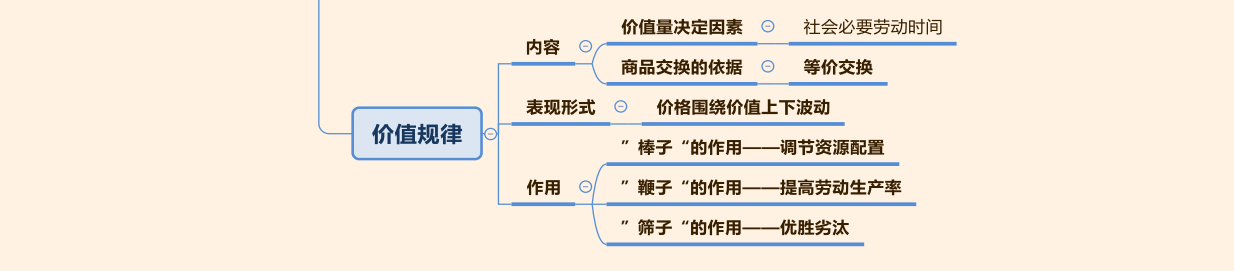 价值规律
内容
价值量决定因素
社会必要劳动时间
商品交换的依据
等价交换
表现形式
价格围绕价值上下波动
作用
”棒子“的作用——调节资源配置
”鞭子“的作用——提高劳动生产率
”筛子“的作用——优胜劣汰